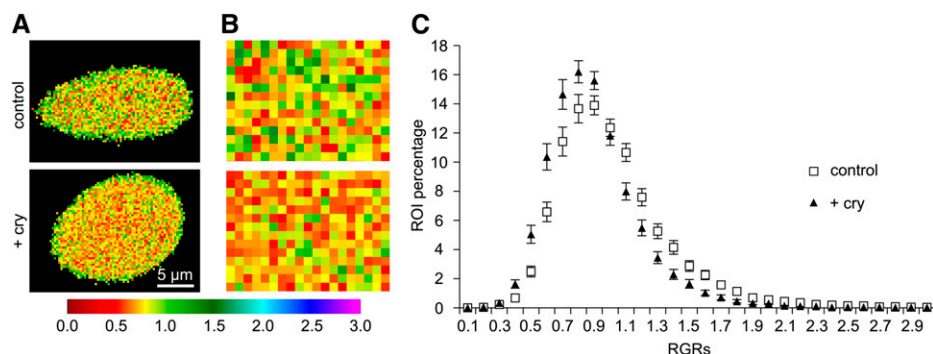 A
B
C
control
+ cry
5 µm
0.0 0.5 1.0 1.5 2.0 2.5 3.0
ROI percentage
18
16
14
12
10
8
6
4
2
0
0.1 0.3 0.5 0.7 0.9 1.1 1.3 1.5 1.7 1.9 2.1 2.3 2.5 2.7 2.9
RGRs
control
+ cry